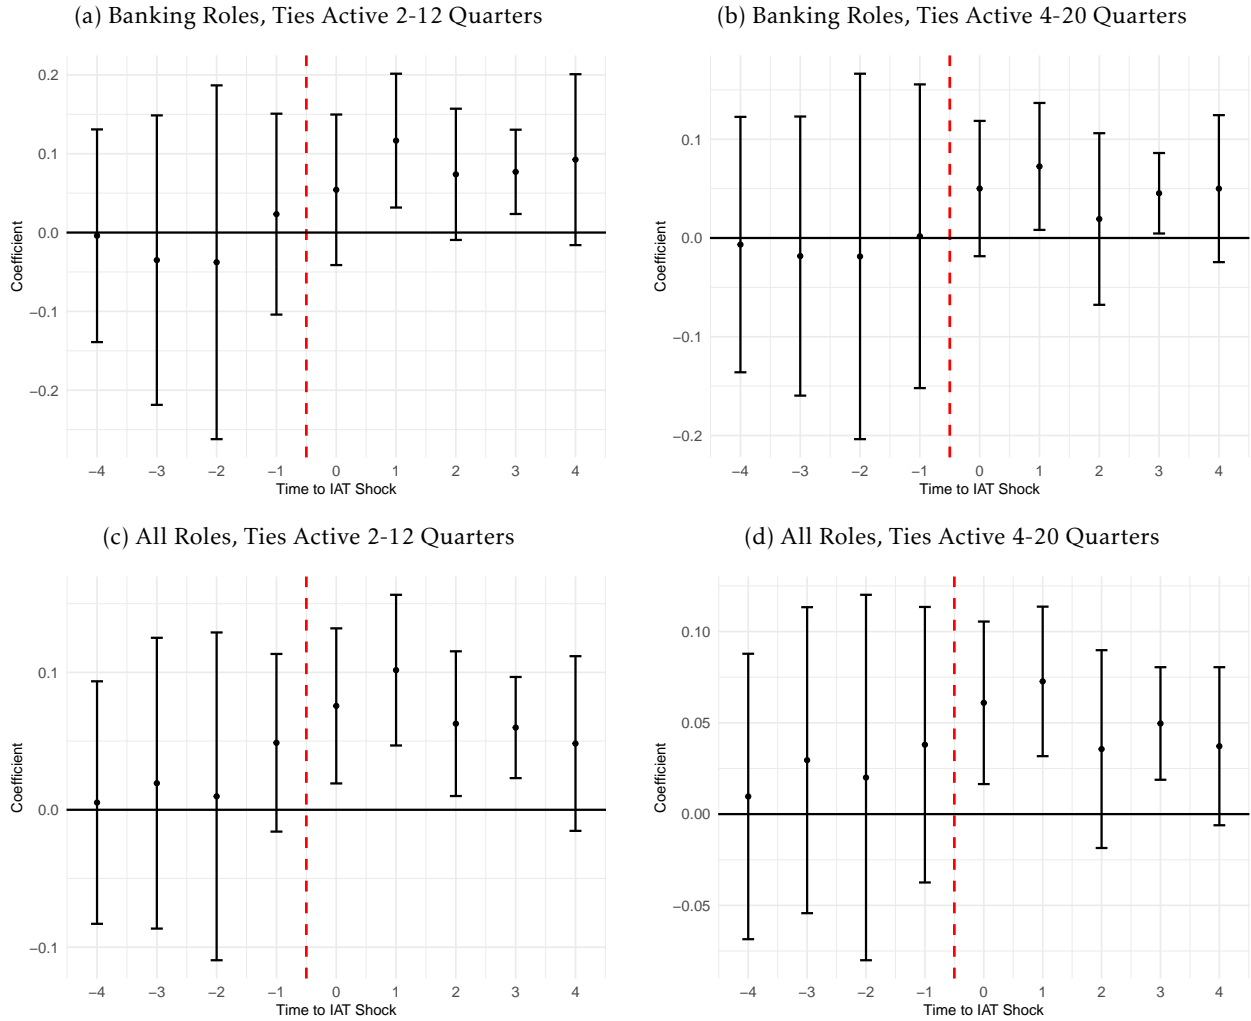 (a) Banking Roles, Ties Active 2-12 Quarters
0.2
0.1
0.0
−0.1
−0.2
Coefficient
−4 −3 −2 −1 0 1 2 3 4
Time to IAT Shock
(b) Banking Roles, Ties Active 4-20 Quarters
0.1
0.0
−0.1
−0.2
Coefficient
−4 −3 −2 −1 0 1 2 3 4
Time to IAT Shock
(c) All Roles, Ties Active 2-12 Quarters
0.1
0.0
−0.1
Coefficient
−4 −3 −2 −1 0 1 2 3 4
Time to IAT Shock
(d) All Roles, Ties Active 4-20 Quarters
0.10
0.05
0.00
−0.05
Coefficient
−4 −3 −2 −1 0 1 2 3 4
Time to IAT Shock